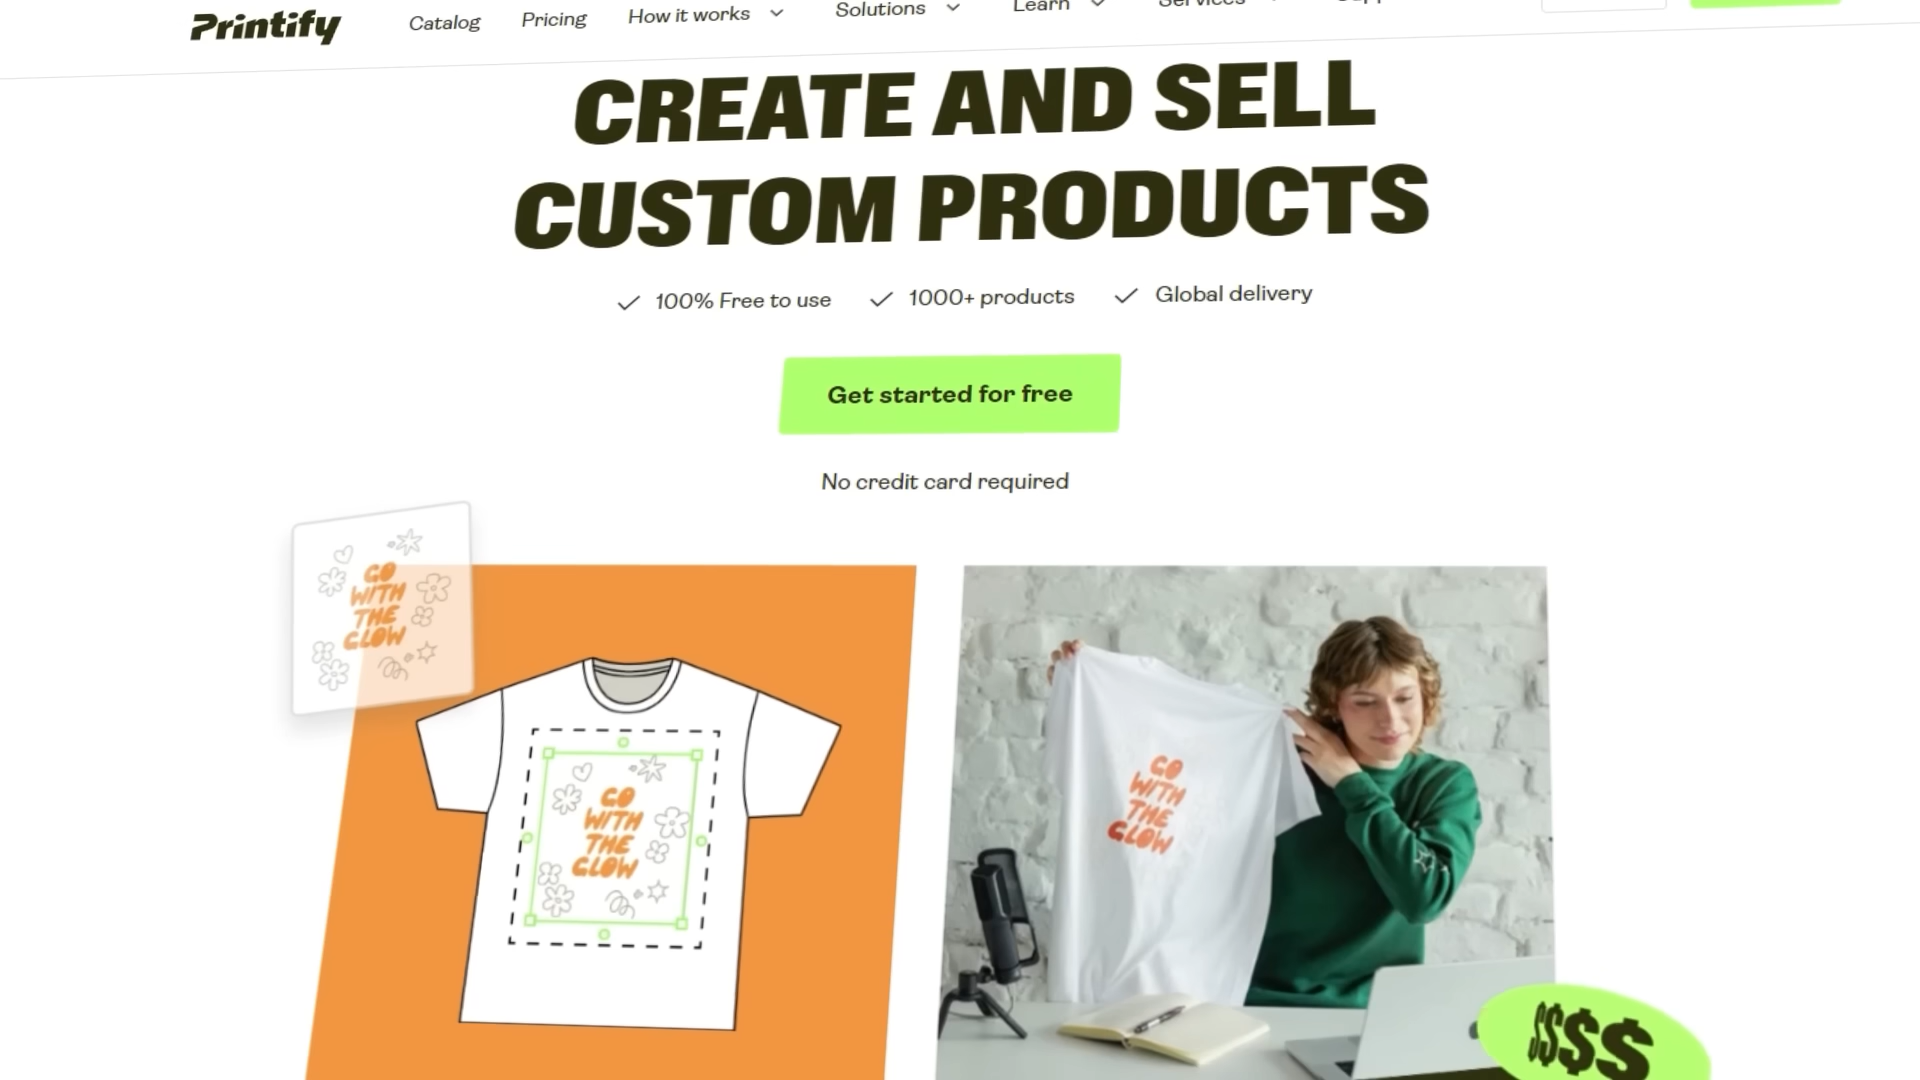 Printify
Catalog
Pricing
How it works
Solutions
Learn
Services
CREATE AND SELL
CUSTOM PRODUCTS
100% Free to use
1000+ products
Global delivery
Get started for free
No credit card required
GO
WITH
THE
GLOW
GO
WITH
THE
GLOW
GO
WITH
THE
GLOW
$$$$